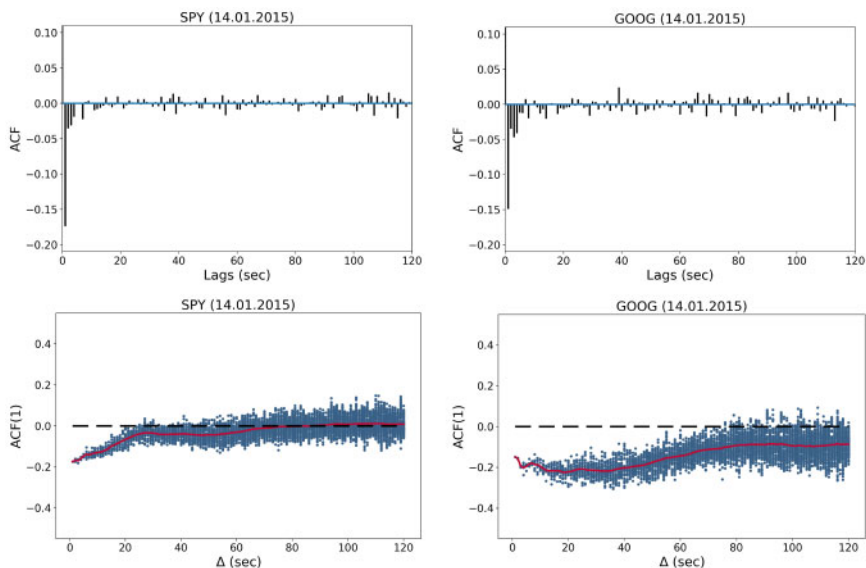 SPY (14.01.2015)
ACF
0.10
0.05
0.00
−0.05
−0.10
−0.15
−0.20
0 20 40 60 80 100 120
Lags (sec)
GOOG (14.01.2015)
ACF
0.10
0.05
0.00
−0.05
−0.10
−0.15
−0.20
0 20 40 60 80 100 120
Lags (sec)
SPY (14.01.2015)
ACF(1)
0.4
0.2
0.0
−0.2
−0.4
0 20 40 60 80 100 120
Δ (sec)
GOOG (14.01.2015)
ACF(1)
0.4
0.2
0.0
−0.2
−0.4
0 20 40 60 80 100 120
Δ (sec)